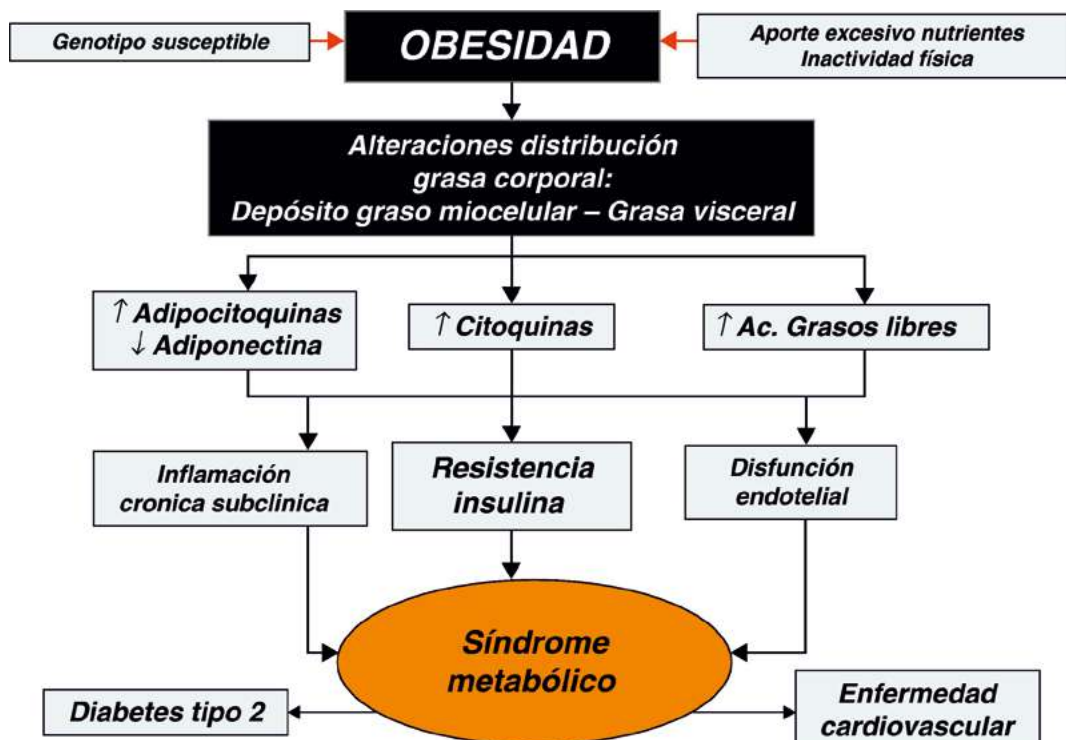 Genotipo susceptible
OBESIDAD
Aporte excesivo nutrientes
Inactividad física
Alteraciones distribución
grasa corporal:
Depósito graso miocelular – Grasa visceral
↑ Adipocitoquinas
↓ Adiponectina
↑ Citoquinas
↑ Ac. Grasos libres
Inflamación
cronica subclinica
Resistencia
insulina
Disfunción
endotelial
Síndrome
metabólico
Diabetes tipo 2
Enfermedad
cardiovascular